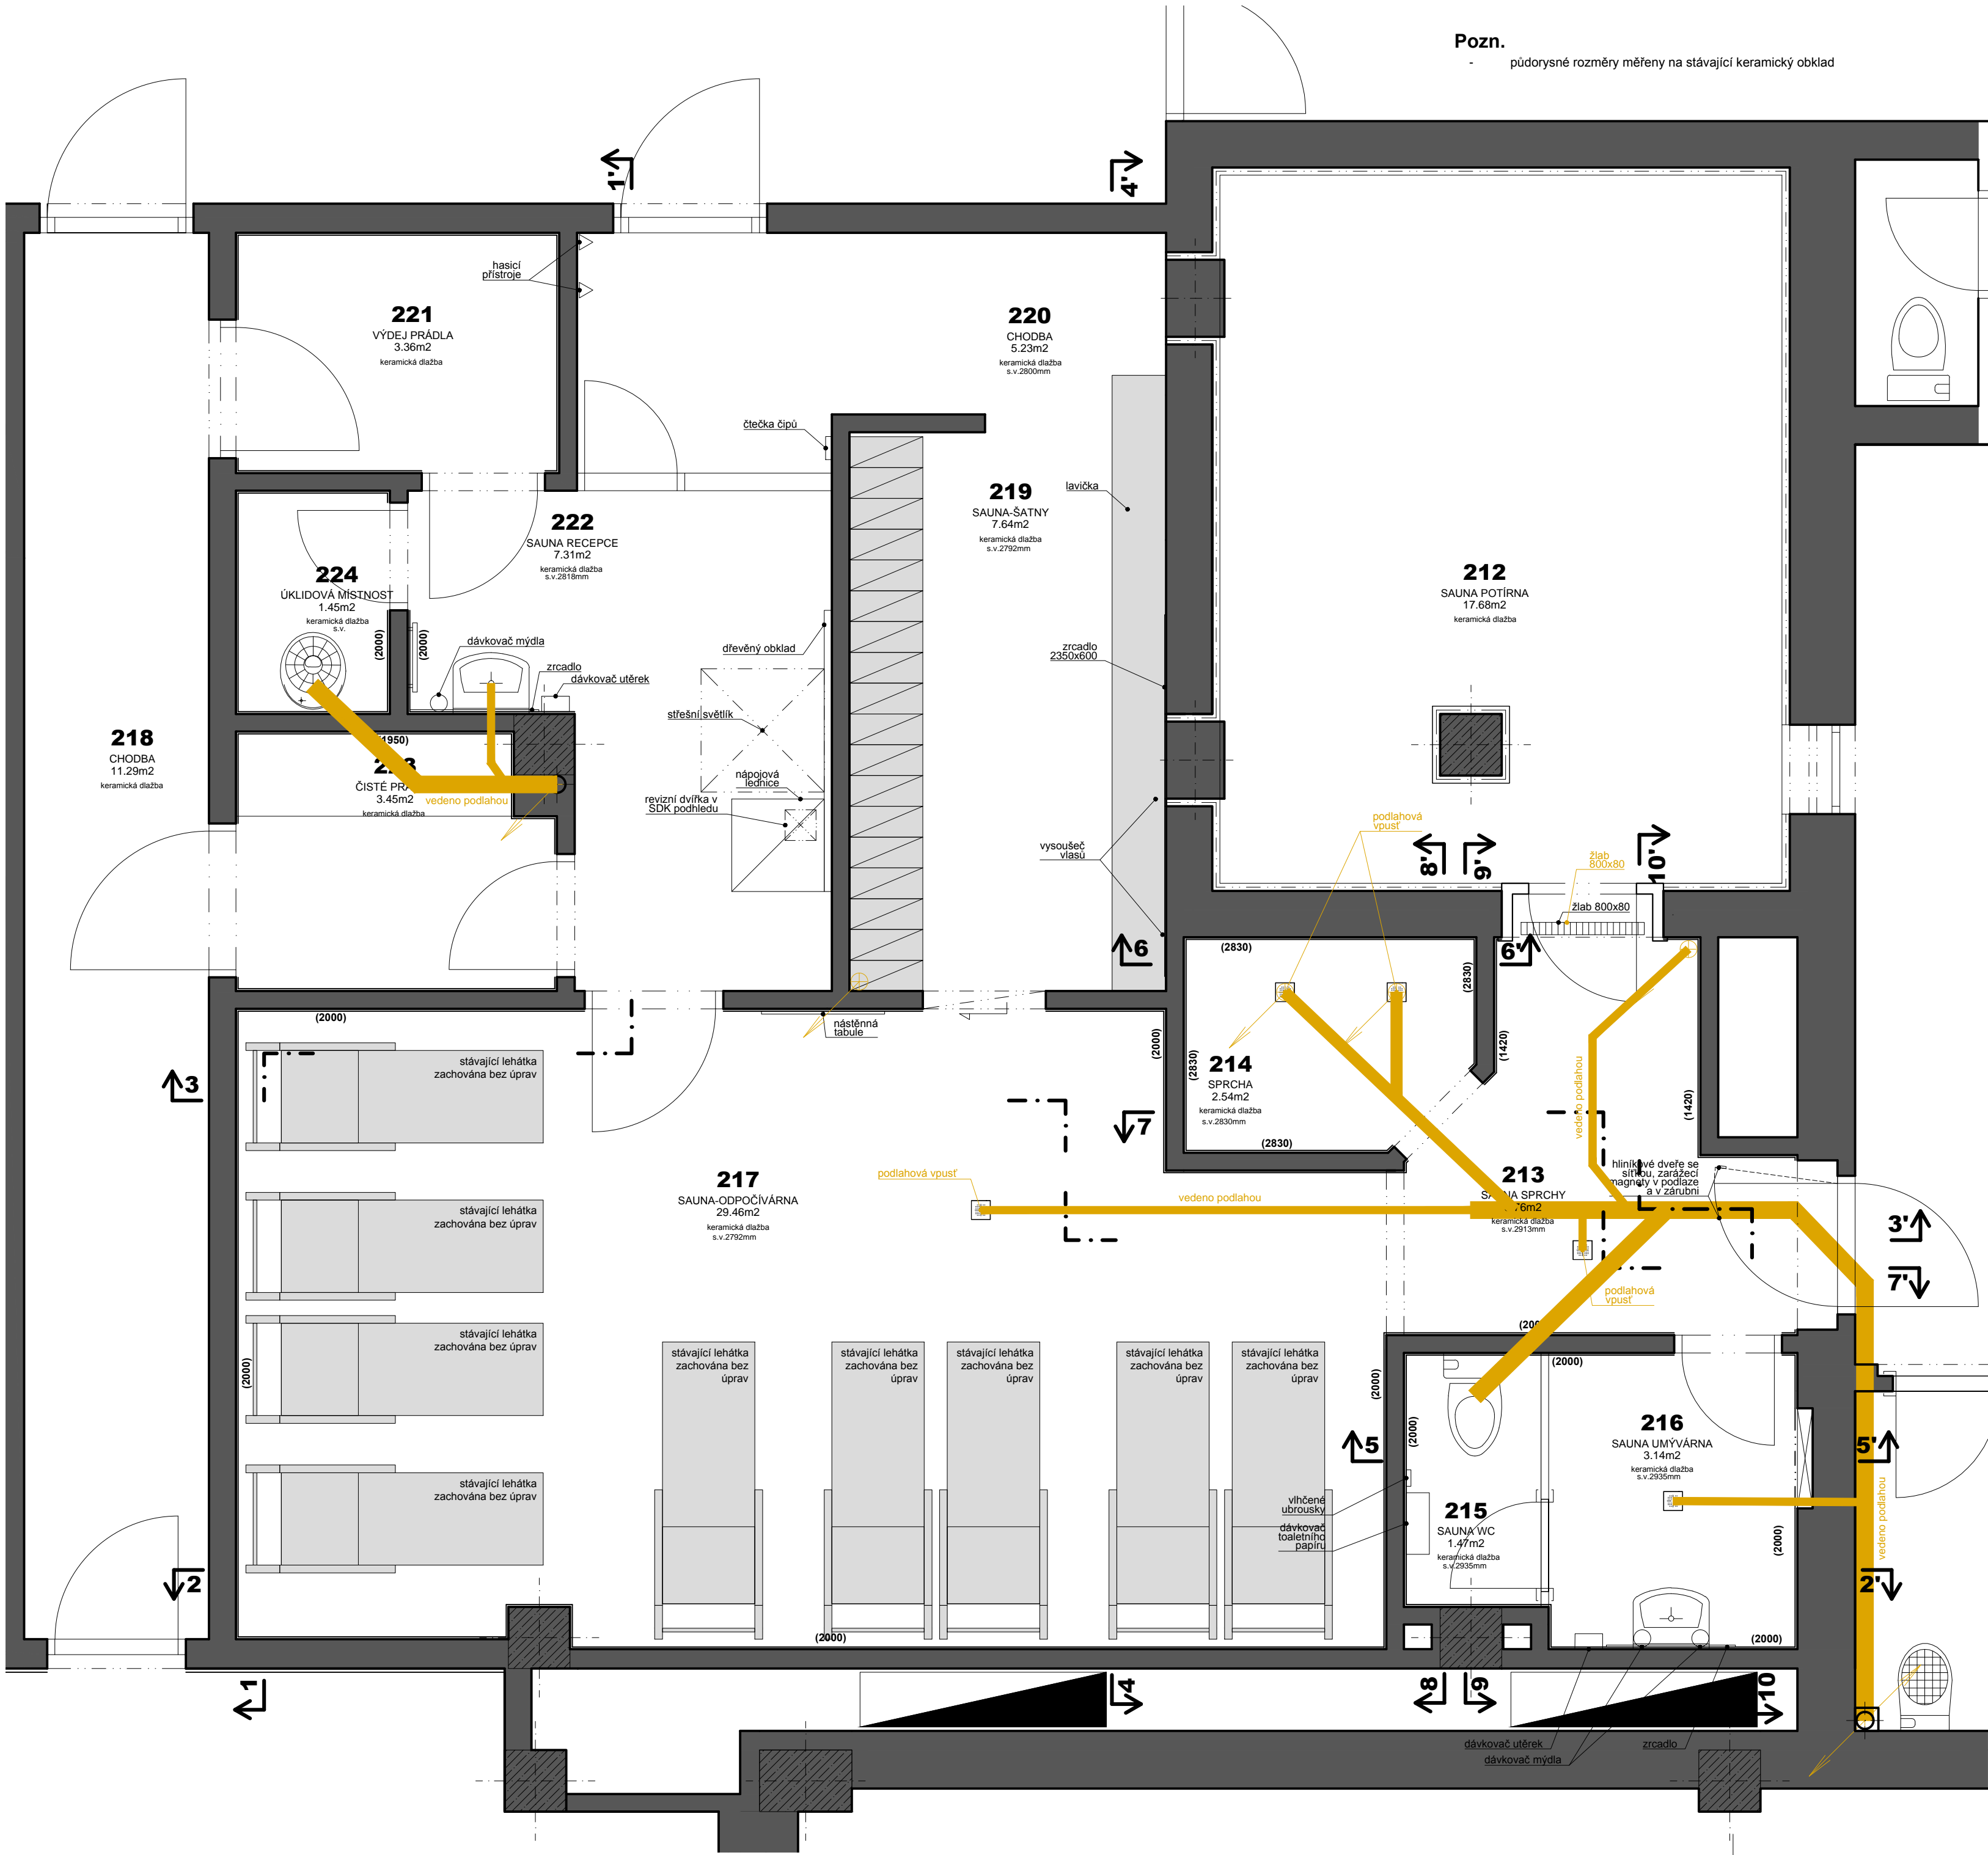 Pozn.
- půdorysné rozměry měřeny na stávající keramický obklad
1'
4'
hasicí
přístroje
221
VÝDEJ PRÁDLA
3.36m2
keramická dlažba
220
CHODBA
5.23m2
keramická dlažba
s.v.2800mm
čtečka čipů
222
SAUNA RECEPCE
7.31m2
keramická dlažba
s.v.2818mm
219
SAUNA-ŠATNY
7.64m2
keramická dlažba
s.v.2792mm
lavička
224
ÚKLIDOVÁ MÍSTNOST
1.45m2
keramická dlažba
s.v.
(2000)
(2000)
212
SAUNA POTÍRNA
17.68m2
keramická dlažba
dávkovač mýdla
zrcadlo
dávkovač utěrek
dřevěný obklad
zrcadlo
2350x600
střešní světlík
218
CHODBA
11.29m2
keramická dlažba
(1950)
ČISTÉ
3.45m2
keramická dlažba
vedeno podlahou
nápojová
lednice
revizní dvířka v
SDK podhledu
vysoušeč
vlasů
podlahová
vpusť
8'
9'
10'
žlab
800x80
žlab 800x80
6
6'
(2830)
(2830)
(2830)
(2830)
(1420)
(1420)
(2000)
(2000)
nástěnná
tabule
vedeno podlahou
214
SPRCHA
2.54m2
keramická dlažba
s.v.2830mm
3
7
stávající lehátka
zachována bez úprav
stávající lehátka
zachována bez úprav
stávající lehátka
zachována bez úprav
stávající lehátka
zachována bez úprav
217
SAUNA-ODPOČÍVÁRNA
29.46m2
keramická dlažba
s.v.2792mm
podlahová vpusť
vedeno podlahou
213
SAUNA SPRCHY
keramická dlažba
s.v.2913mm
hliníkové dveře se
síťkou, zarážecí
magnety v podlaze
a v zárubni
podlahová
vpusť
3'
7'
(2000)
(2000)
(2000)
(2000)
stávající lehátka
zachována bez
úprav
stávající lehátka
zachována bez
úprav
stávající lehátka
zachována bez
úprav
stávající lehátka
zachována bez
úprav
stávající lehátka
zachována bez
úprav
5
5'
(2000)
216
SAUNA UMÝVÁRNA
3.14m2
keramická dlažba
s.v.2935mm
vlhčené
ubrousky
dávkovač
toaletního
papíru
215
SAUNA WC
1.47m2
keramická dlažba
s.v.2935mm
(2000)
vedeno podlahou
2
2'
(2000)
(2000)
1
4
8
9
10
dávkovač utěrek
dávkovač mýdla
zrcadlo